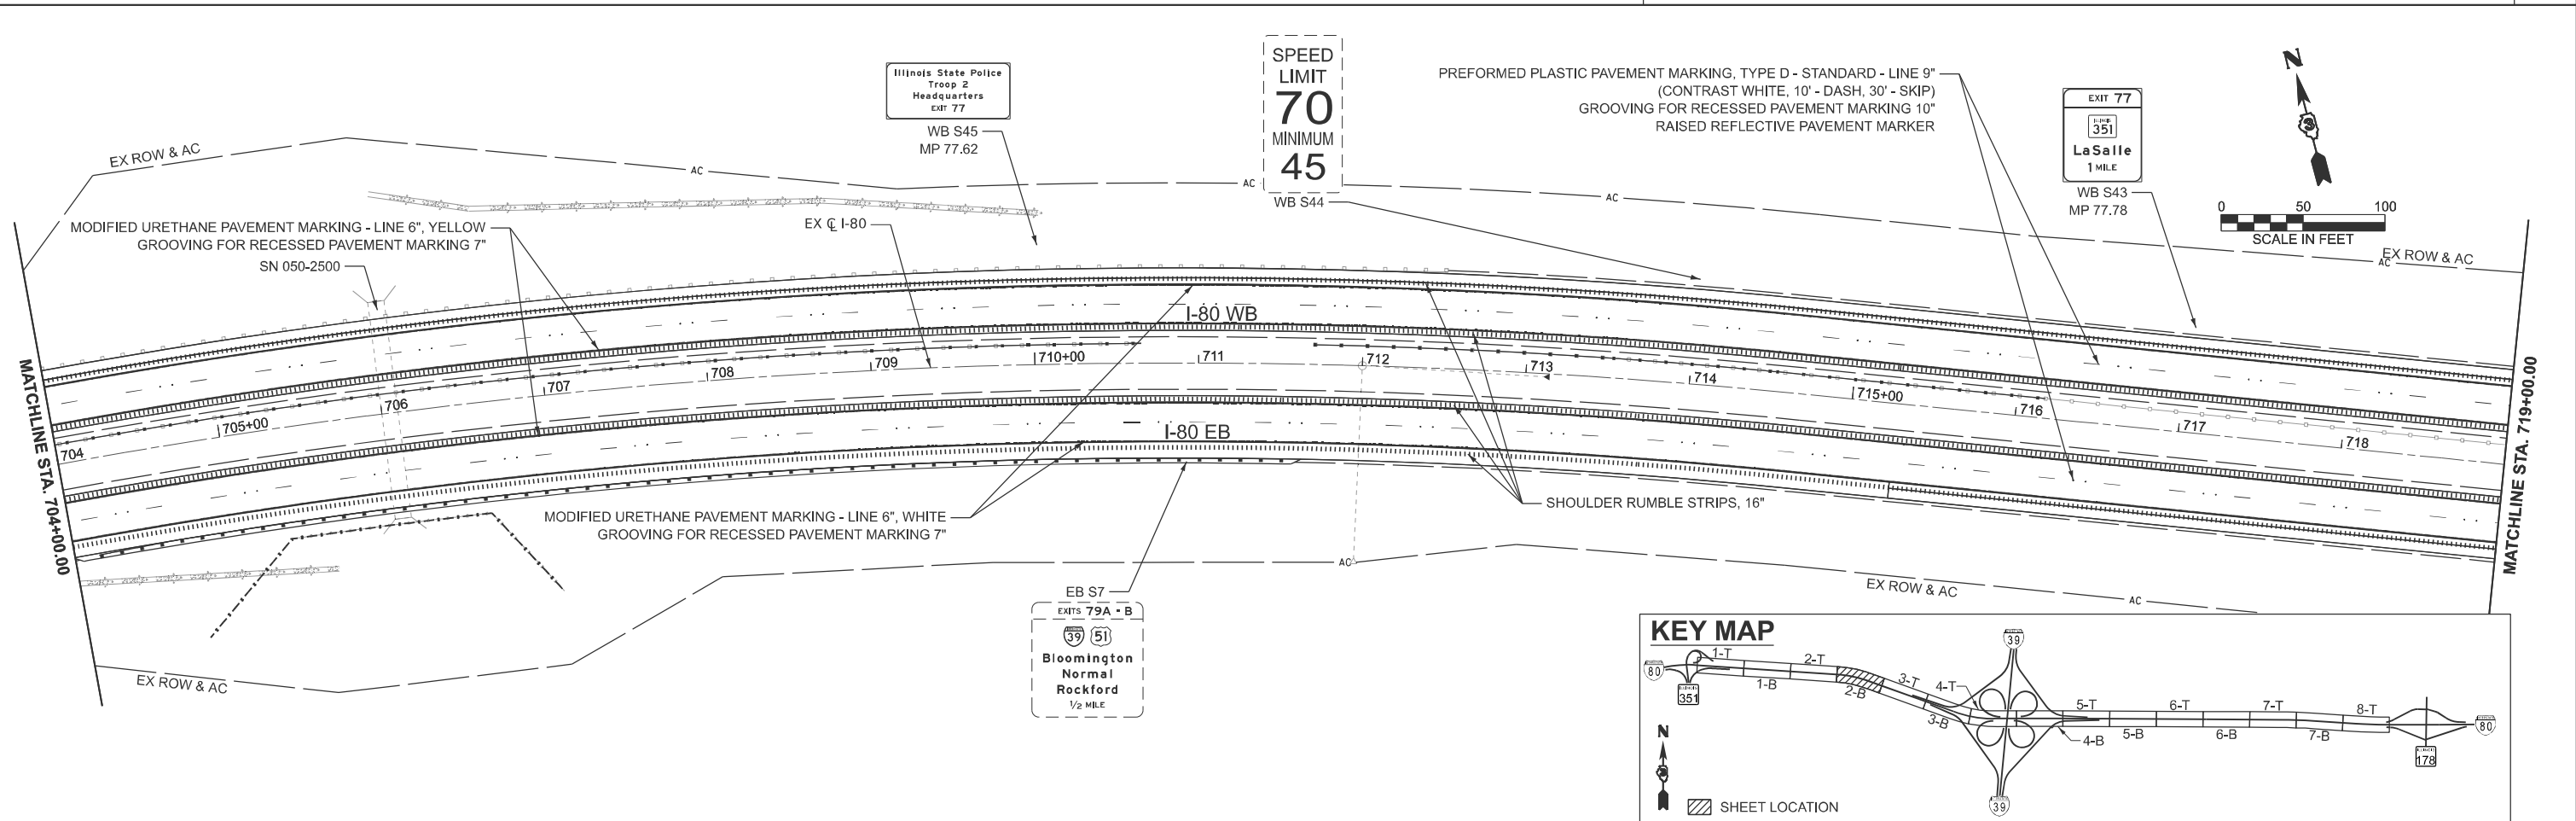 Illinois State Police
Troop 2
Headquarters
EXIT 77
WB S45
MP 77.62
SPEED
LIMIT
70
MINIMUM
45
WB S44
PREFORMED PLASTIC PAVEMENT MARKING, TYPE D - STANDARD - LINE 9"
(CONTRAST WHITE, 10' - DASH, 30' - SKIP)
GROOVING FOR RECESSED PAVEMENT MARKING 10"
RAISED REFLECTIVE PAVEMENT MARKER
EXIT 77
351
LaSalle
1 MILE
WB S43
MP 77.78
N
3
0 50 100
SCALE IN FEET
EX ROW & AC
AC
AC
AC
AC
EX ROW & AC
MODIFIED URETHANE PAVEMENT MARKING - LINE 6", YELLOW
GROOVING FOR RECESSED PAVEMENT MARKING 7"
SN 050-2500
EX ℄ I-80
I-80 WB
704
705+00
706
707
708
709
710+00
711
712
713
714
715+00
716
717
718
I-80 EB
MATCHLINE STA. 704+00.00
MATCHLINE STA. 719+00.00
MODIFIED URETHANE PAVEMENT MARKING - LINE 6", WHITE
GROOVING FOR RECESSED PAVEMENT MARKING 7"
SHOULDER RUMBLE STRIPS, 16"
AC
EX ROW & AC
AC
EX ROW & AC
EB S7
EXITS 79A - B
39 51
Bloomington
Normal
Rockford
1/2 MILE
KEY MAP
80
351
1-T
2-T
3-T
4-T
5-T
6-T
7-T
8-T
1-B
2-B
3-B
4-B
5-B
6-B
7-B
39
39
80
178
N
SHEET LOCATION